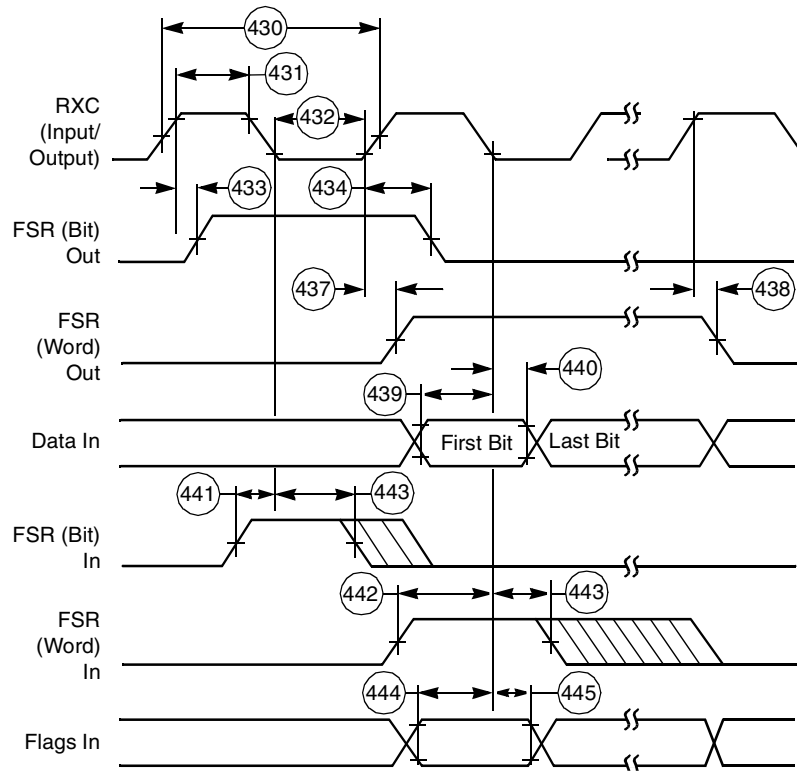 430
431
RXC
(Input/
Output)
432
433
434
FSR (Bit)
Out
437
438
FSR
(Word)
Out
439
440
Data In
First Bit
Last Bit
441
443
FSR (Bit)
In
442
443
FSR
(Word)
In
444
445
Flags In